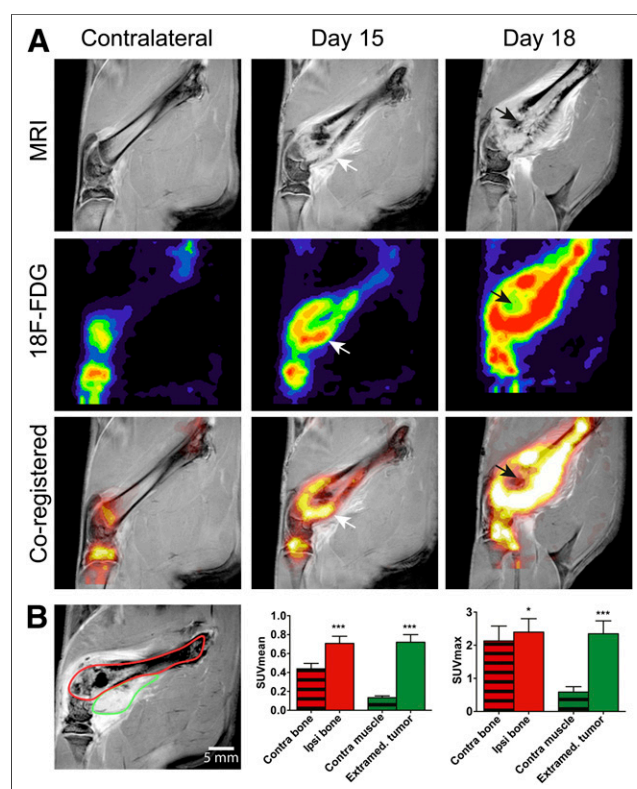 A
Contralateral
Day 15
Day 18
MRI
18F-FDG
Co-registered
B
5 mm
SUVmean
1.0
0.8
0.6
0.4
0.2
0.0
***
***
Contra bone
Ipsi bone
Contra muscle
Extramed. tumor
SUVmax
3
2
1
0
*
***
Contra bone
Ipsi bone
Contra muscle
Extramed. tumor